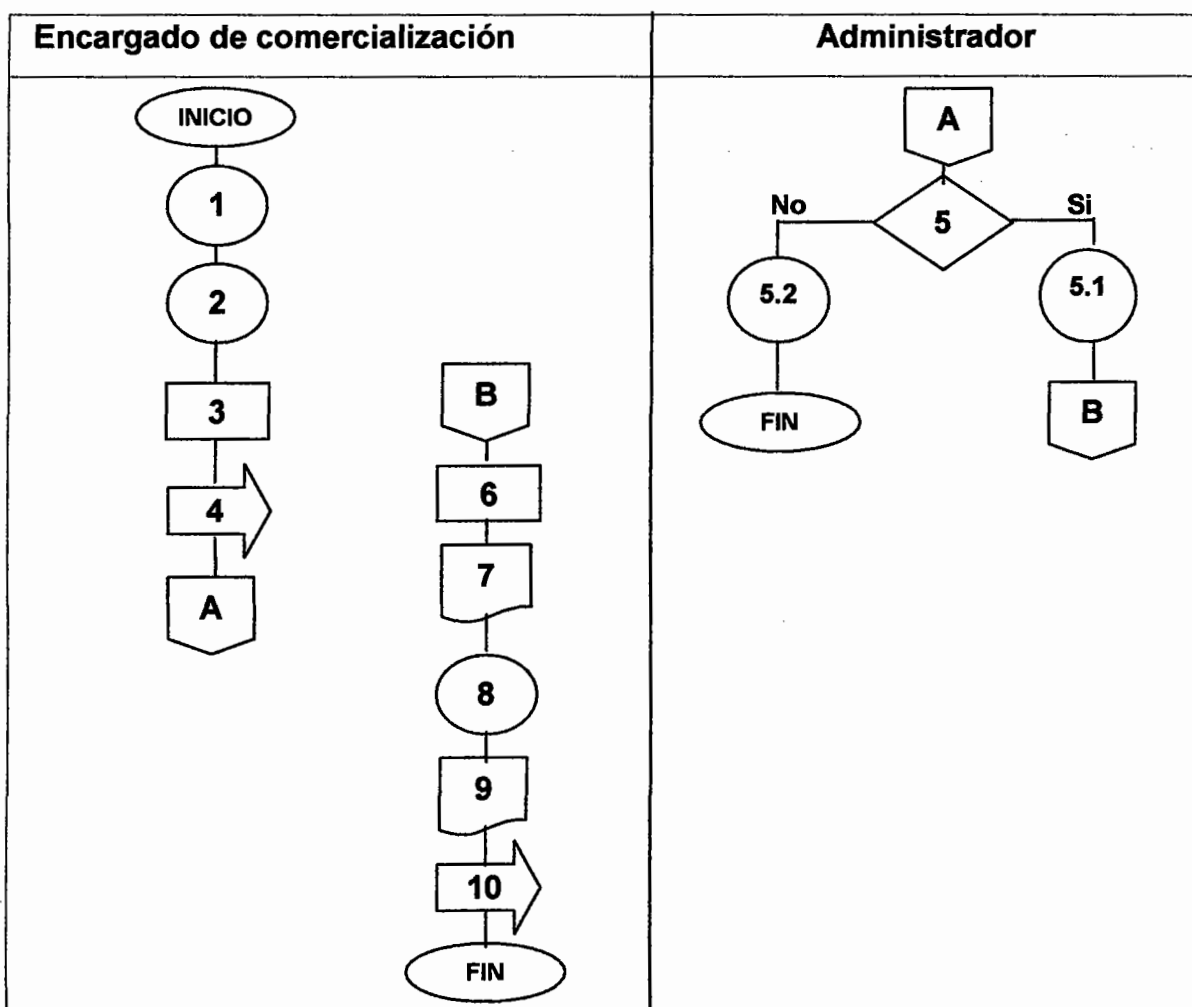 Encargado de comercialización
Administrador
INICIO
1
2
3
4
A
B
6
7
8
9
10
FIN
A
No
5
Si
5.2
5.1
FIN
B